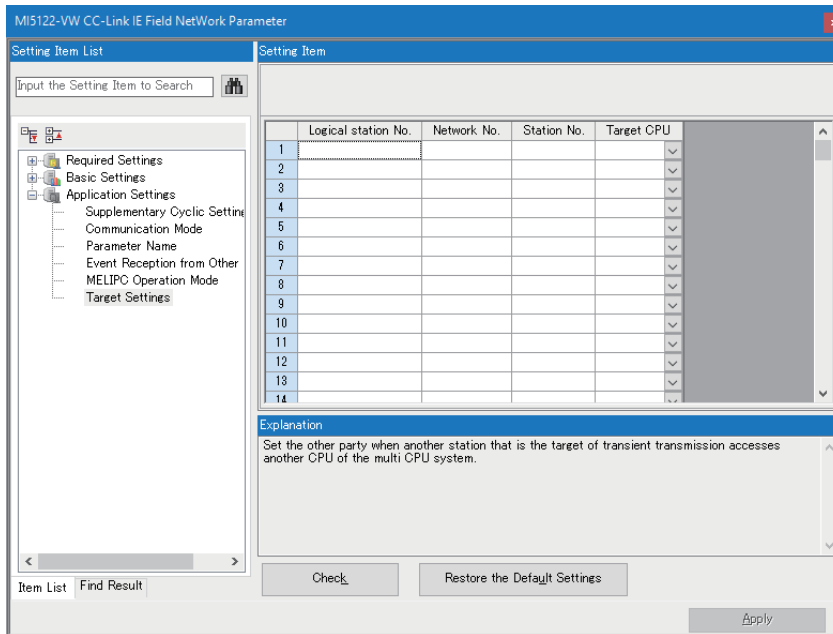 MI5122-VW CC-Link IE Field NetWork Parameter
Setting Item List
Input the Setting Item to Search
Required Settings
Basic Settings
Application Settings
Supplementary Cyclic Setting
Communication Mode
Parameter Name
Event Reception from Other
MELIPC Operation Mode
Target Settings
Item List Find Result
Setting Item
Logical station No. Network No. Station No. Target CPU
1
2
3
4
5
6
7
8
9
10
11
12
13
14
Explanation
Set the other party when another station that is the target of transient transmission accesses
another CPU of the multi CPU system.
Check Restore the Default Settings
Apply